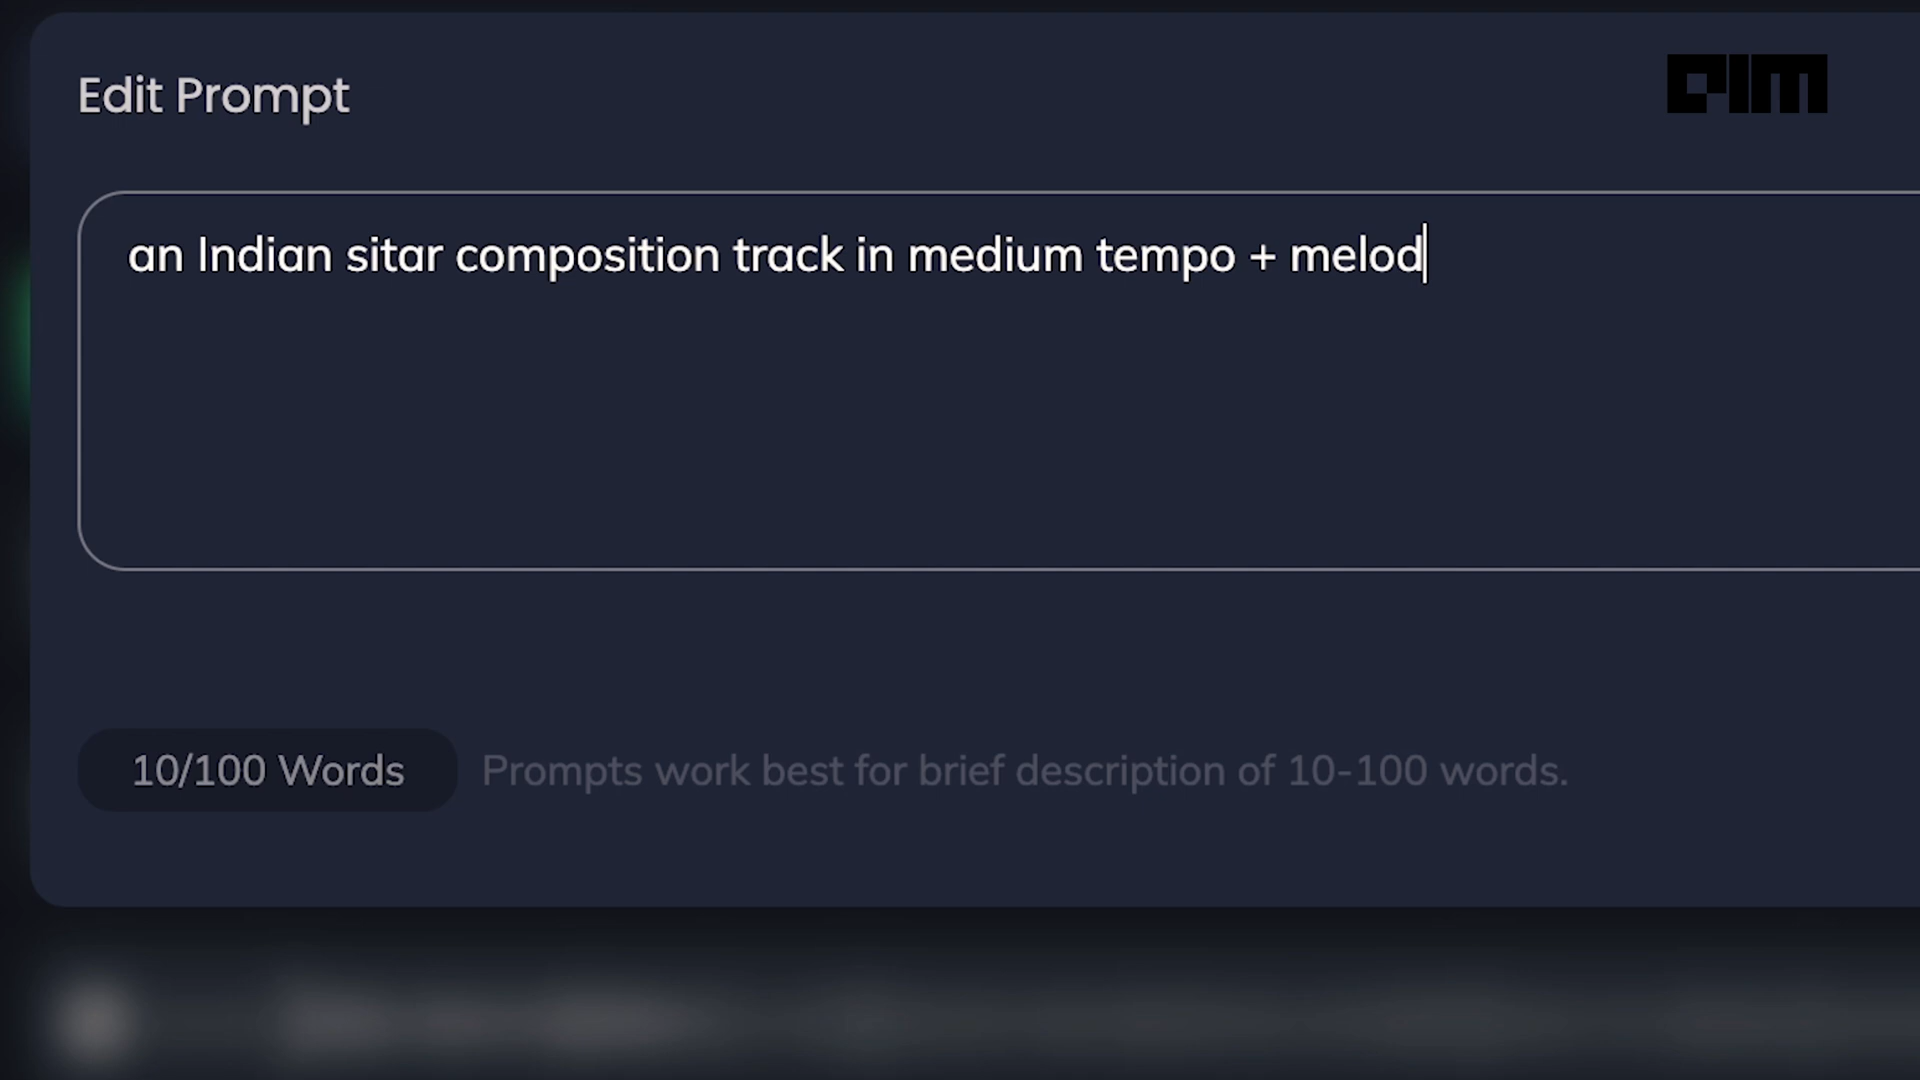 Edit Prompt
AIM
an Indian sitar composition track in medium tempo + melod
10/100 Words
Prompts work best for brief description of 10-100 words.